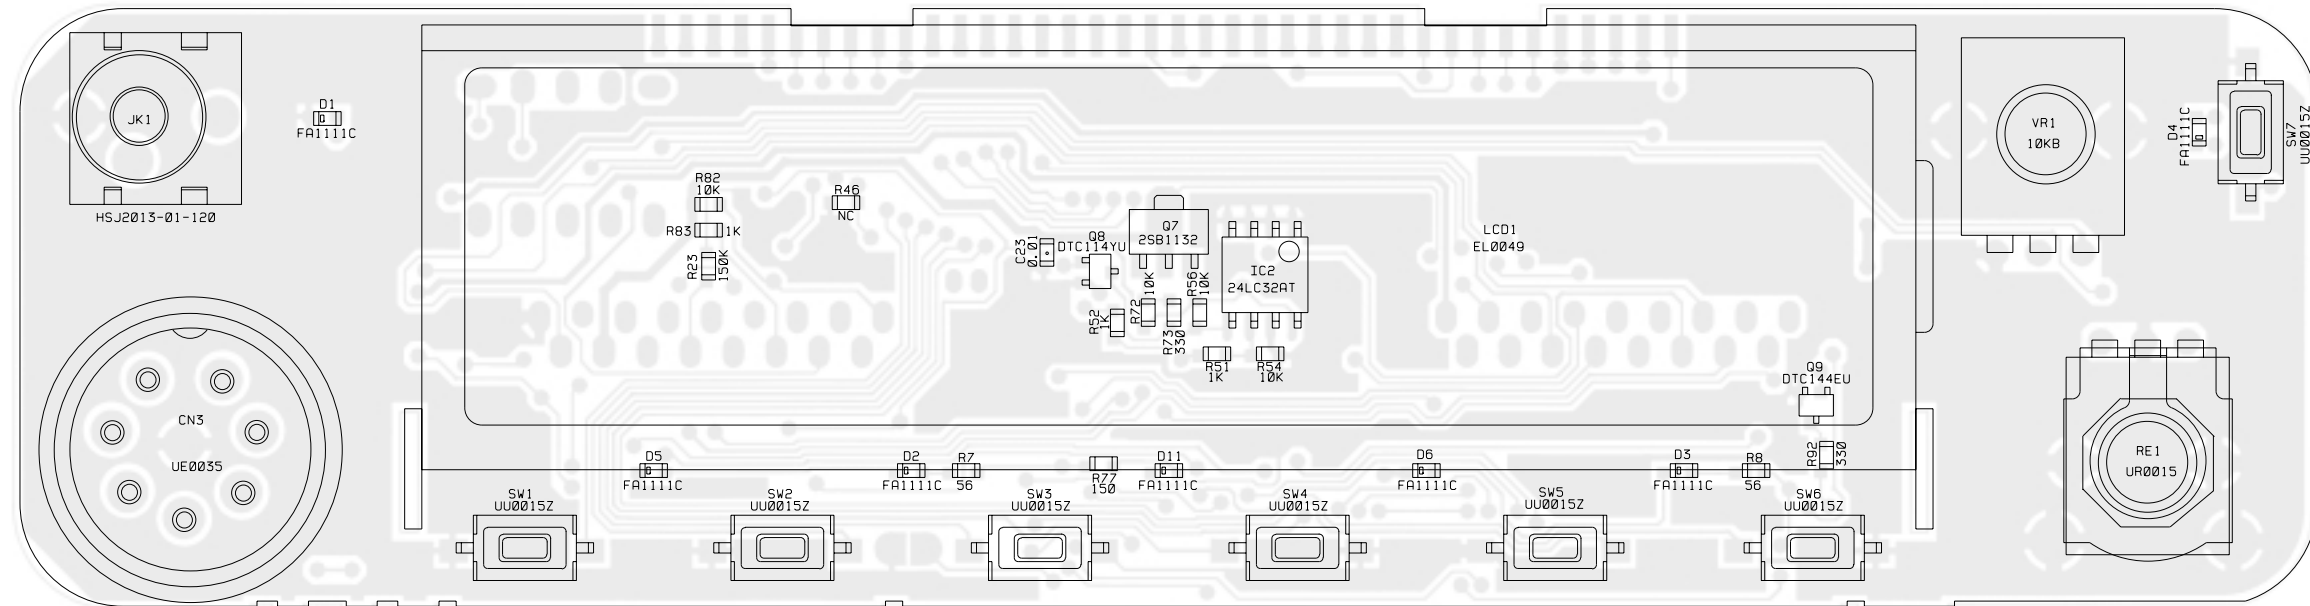 JK1
HSJ2013-01-120
D1
FA1111C
R82
10K
R83 1K
R23
150K
R46
NC
C23
0.01
Q8
DTC114YU
Q7
2SB1132
IC2
24LC32AT
R52
1K
R72
10K
R73
330
R56
10K
R51
1K
R54
10K
LCD1
EL0049
VR1
10KB
D4
FA1111C
SW7
UU0015Z
CN3
UE0035
Q9
DTC144EU
R92
330
RE1
UR0015
D5
FA1111C
D2
FA1111C
R7
56
R77
150
D11
FA1111C
D6
FA1111C
D3
FA1111C
R8
56
SW1
UU0015Z
SW2
UU0015Z
SW3
UU0015Z
SW4
UU0015Z
SW5
UU0015Z
SW6
UU0015Z